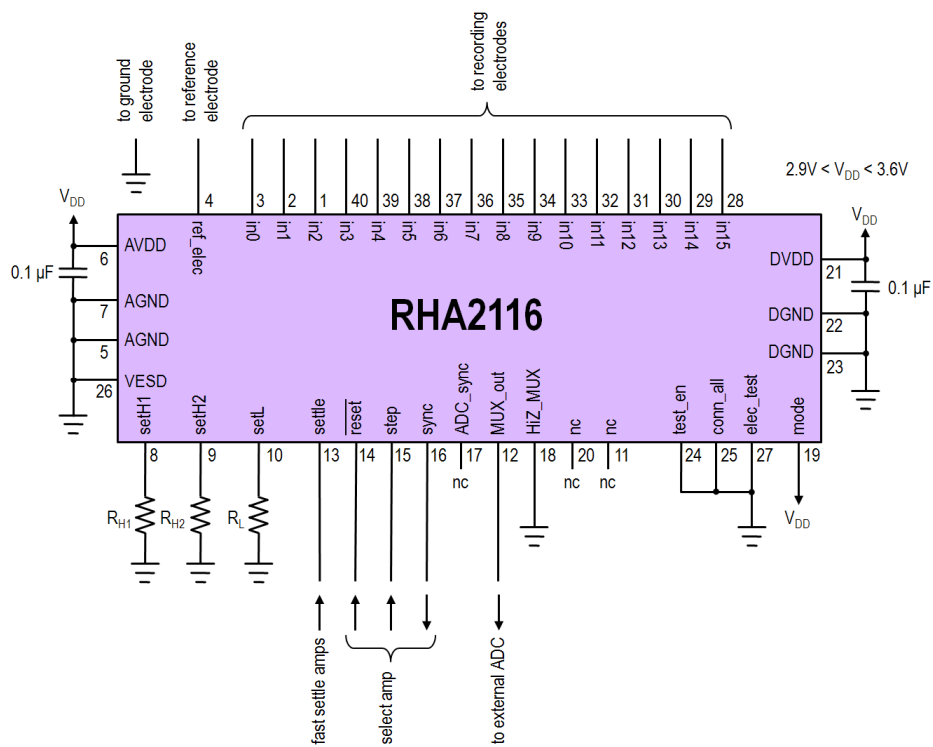 to ground
electrode
to reference
electrode
to recording
electrodes
2.9V < VDD < 3.6V
4
3
2
1
40
39
38
37
36
35
34
33
32
31
30
29
28
ref_elec
in0
in1
in2
in3
in4
in5
in6
in7
in8
in9
in10
in11
in12
in13
in14
in15
VDD
6
AVDD
0.1 µF
7
AGND
5
AGND
26
VESD
RHA2116
VDD
DVDD
21
0.1 µF
DGND
22
DGND
23
setH1
setH2
setL
settle
reset
step
sync
ADC_sync
MUX_out
HiZ_MUX
nc
nc
test_en
conn_all
elec_test
mode
8
9
10
13
14
15
16
17
12
18
20
11
24
25
27
19
nc
nc
nc
RH1
RH2
RL
VDD
fast settle amps
select amp
to external ADC